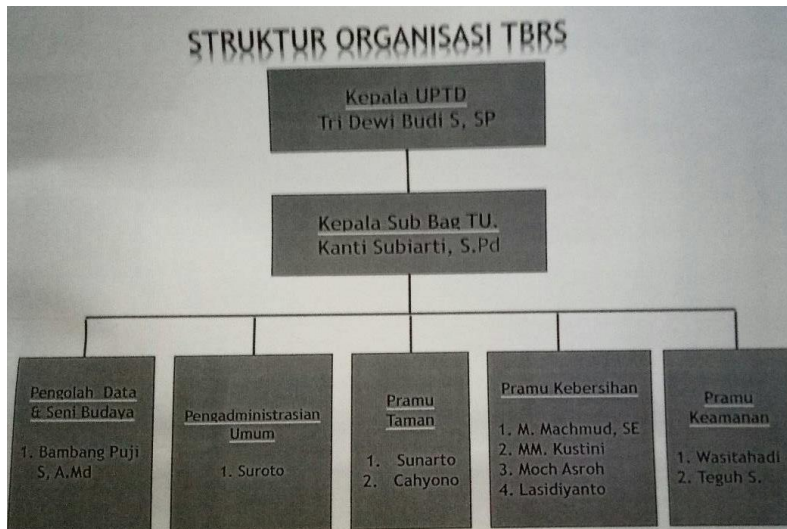 STRUKTUR ORGANISASI TBRS
Kepala UPTD
Tri Dewi Budi S, SP
Kepala Sub Bag TU.
Kanti Subiarti, S.Pd
Pengolah Data
& Seni Budaya
1. Bambang Puji
S, A.Md
Pengadministrasian
Umum
1. Suroto
Pramu
Taman
1. Sunarto
2. Cahyono
Pramu Kebersihan
1. M. Machmud, SE
2. MM. Kustini
3. Moch Asroh
4. Lasidiyanto
Pramu
Keamanan
1. Wasitahadi
2. Teguh S.